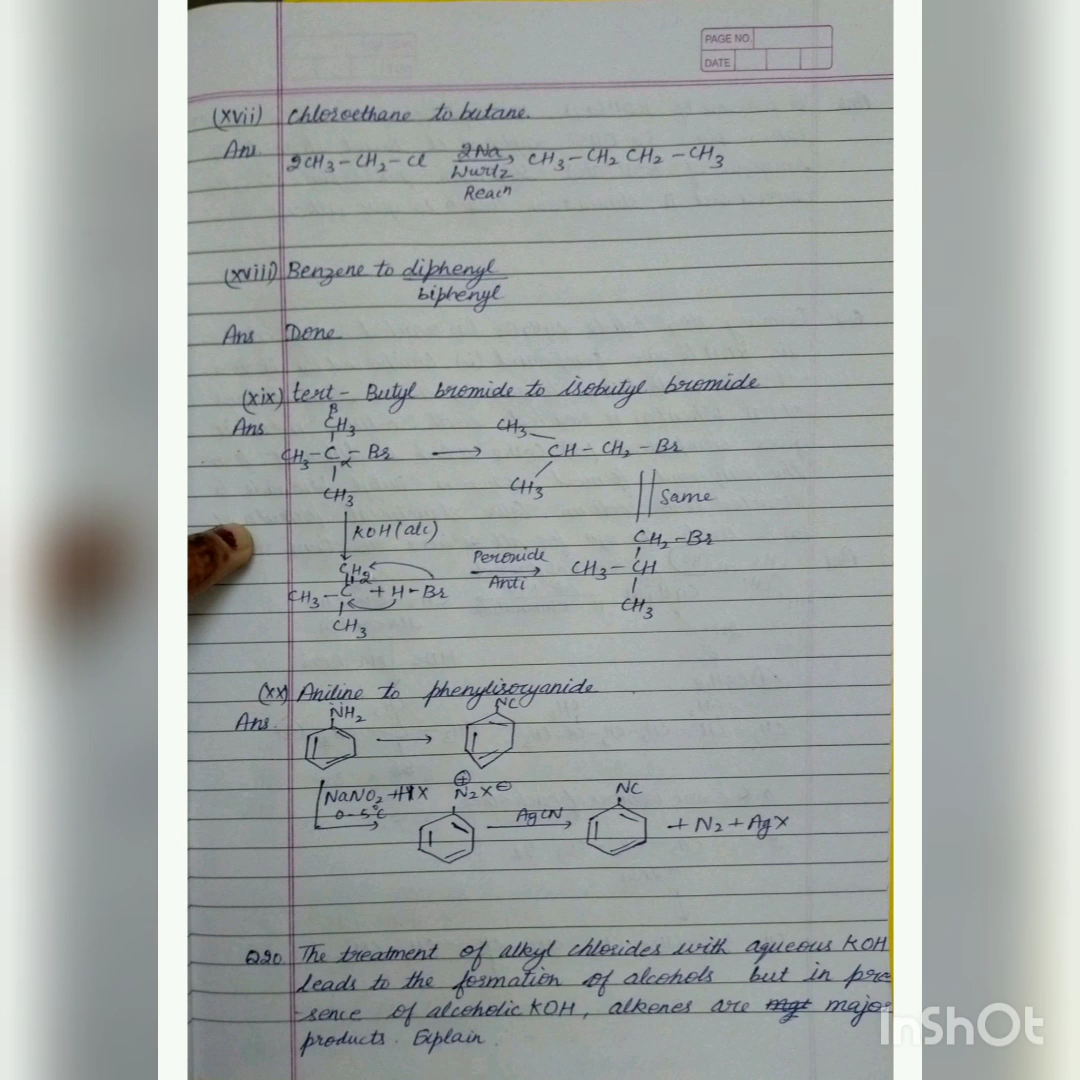 PAGE NO.
DATE
(xvii) Chloroethane to butane.
Ans.
2CH3-CH2-Cl 2Na Wurtz Reacn → CH3-CH2 CH2-CH3
(xviii) Benzene to diphenyl
biphenyl
Ans Done
(xix) tert-Butyl bromide to isobutyl bromide
Ans
β
CH3 CH3
CH3-C-Br → CH-CH2-Br
α
CH3 CH3
|| Same
KOH(alc) CH2-Br
CH2 Peroxide CH3-CH
CH3-C + H-Br → Anti
CH3 CH3
(xx) Aniline to phenylisocyanide.
Ans. NH2 → NC
NaNO2+HX ⊕ N2X⊖ NC
0-5°C AgCN → + N2 + AgX
Q20. The treatment of alkyl chlorides with aqueous KOH
leads to the formation of alcohols but in pre
-sence of alcoholic KOH, alkenes are major
products. Explain.
InShOt